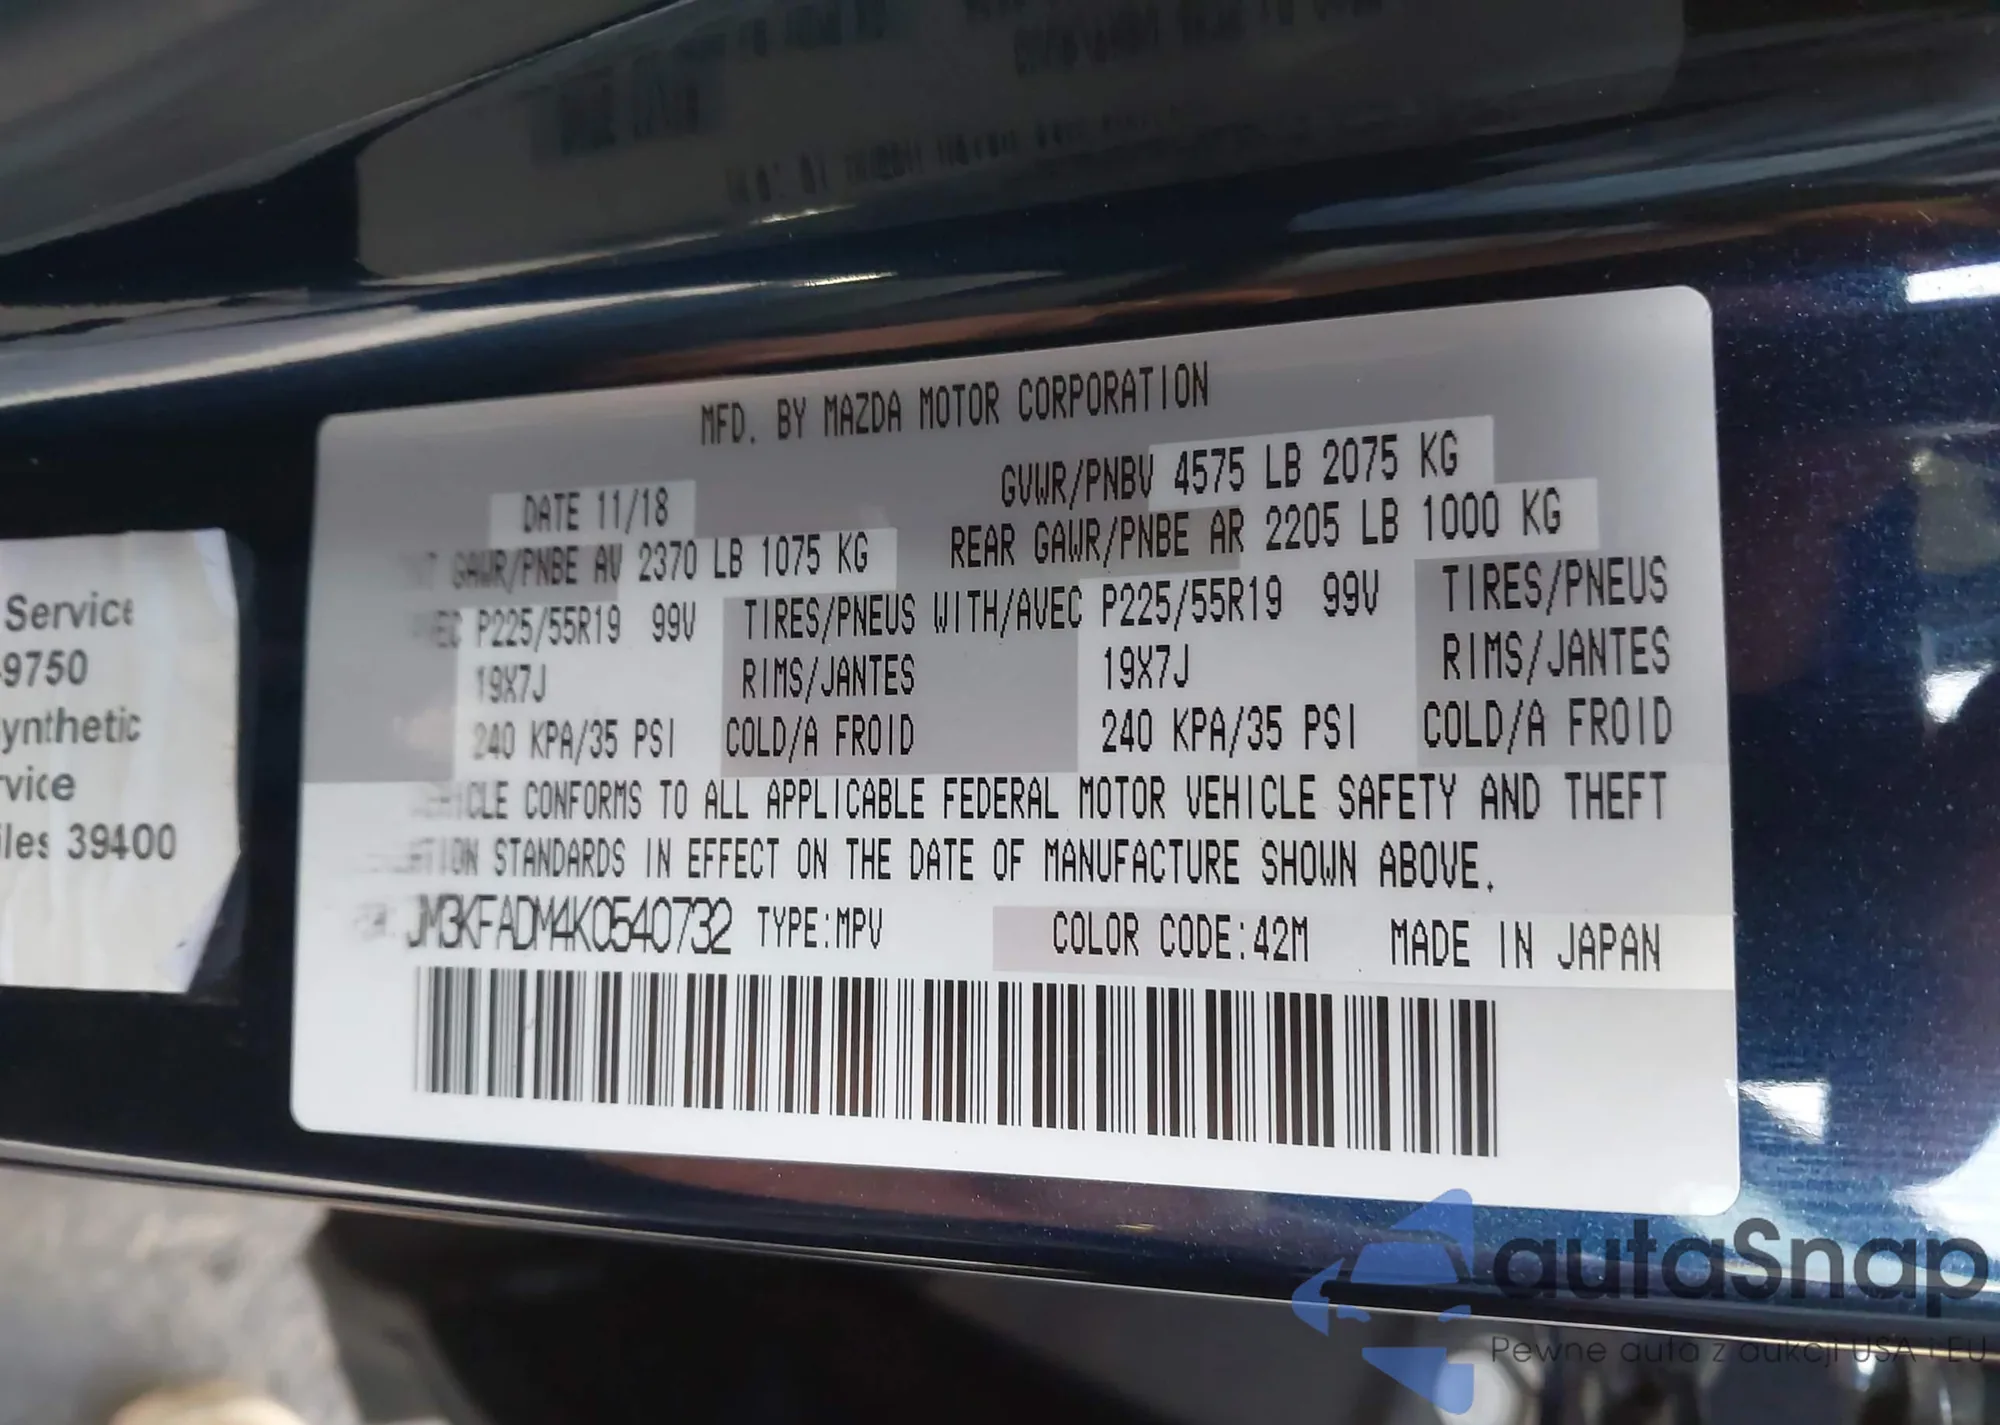 MFD. BY MAZDA MOTOR CORPORATION
DATE 11/18 GVWR/PNBV 4575 LB 2075 KG
GAWR/PNBE AV 2370 LB 1075 KG REAR GAWR/PNBE AR 2205 LB 1000 KG
P225/55R19 99V TIRES/PNEUS WITH/AVEC P225/55R19 99V TIRES/PNEUS
19X7J RIMS/JANTES 19X7J RIMS/JANTES
240 KPA/35 PSI COLD/A FROID 240 KPA/35 PSI COLD/A FROID
CONFORMS TO ALL APPLICABLE FEDERAL MOTOR VEHICLE SAFETY AND THEFT
STANDARDS IN EFFECT ON THE DATE OF MANUFACTURE SHOWN ABOVE.
JM3KFADM4K0540732 TYPE:MPV COLOR CODE:42M MADE IN JAPAN
Service
9750
ynthetic
rvice
les 39400
autaSnap
Pewne auta z aukcji USA i EU